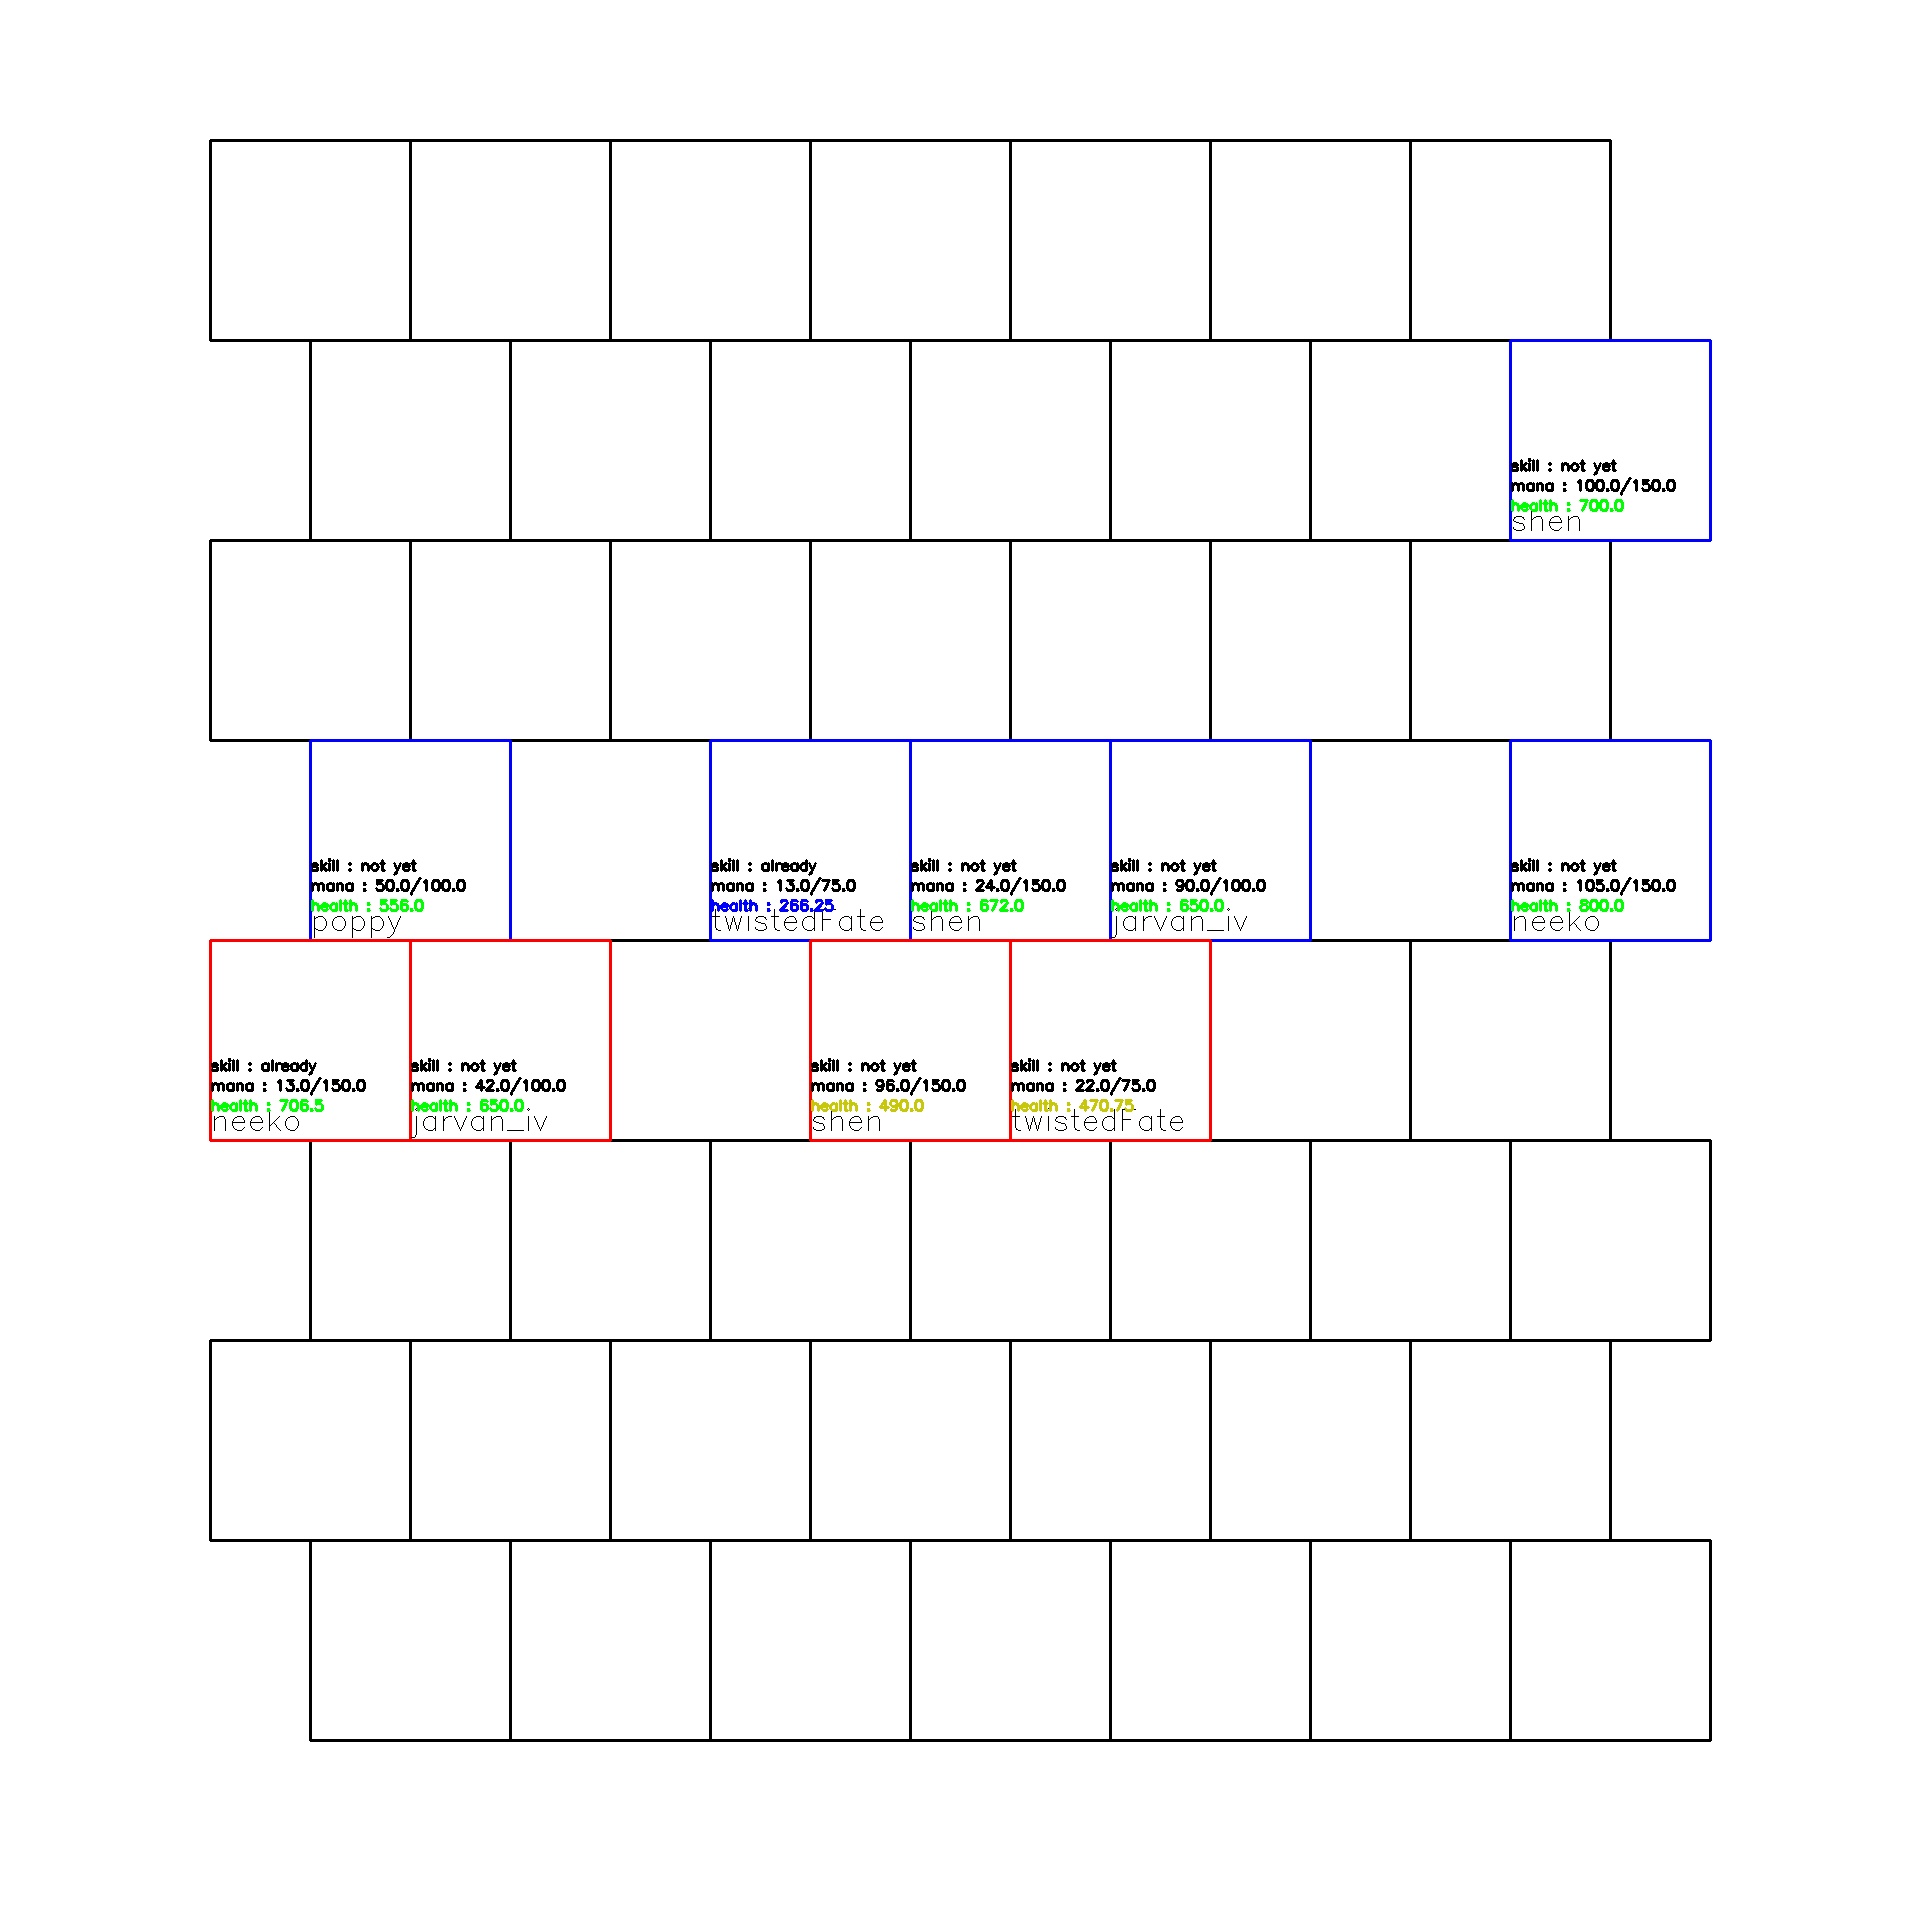 skill : not yet
mana : 100.0/150.0
health : 700.0
shen
skill : not yet
mana : 50.0/100.0
health : 556.0
poppy
skill : already
mana : 13.0/75.0
health : 266.25
twistedFate
skill : not yet
mana : 24.0/150.0
health : 672.0
shen
skill : not yet
mana : 90.0/100.0
health : 650.0
jarvan_iv
skill : not yet
mana : 105.0/150.0
health : 800.0
neeko
skill : already
mana : 13.0/150.0
health : 706.5
neeko
skill : not yet
mana : 42.0/100.0
health : 650.0
jarvan_iv
skill : not yet
mana : 96.0/150.0
health : 490.0
shen
skill : not yet
mana : 22.0/75.0
health : 470.75
twistedFate